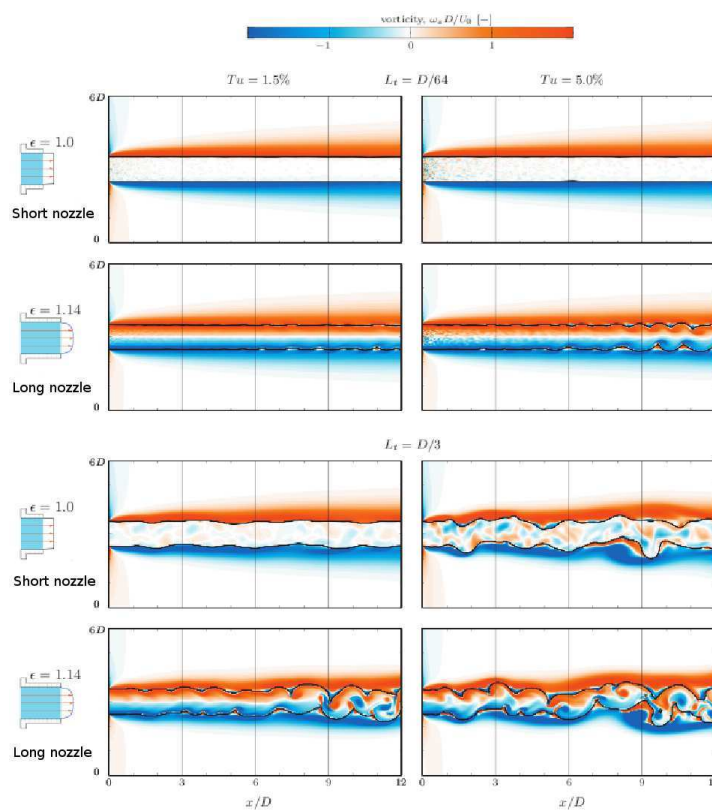 vorticity, ω_x D/U_0 [−]
−1 0 1
Tu = 1.5% L_t = D/64 Tu = 5.0%
6D
ϵ = 1.0
Short nozzle
0
6D
ϵ = 1.14
Long nozzle
0
L_t = D/3
6D
ϵ = 1.0
Short nozzle
0
6D
ϵ = 1.14
Long nozzle
0
0 3 6 9 12 0 3 6 9
x/D x/D